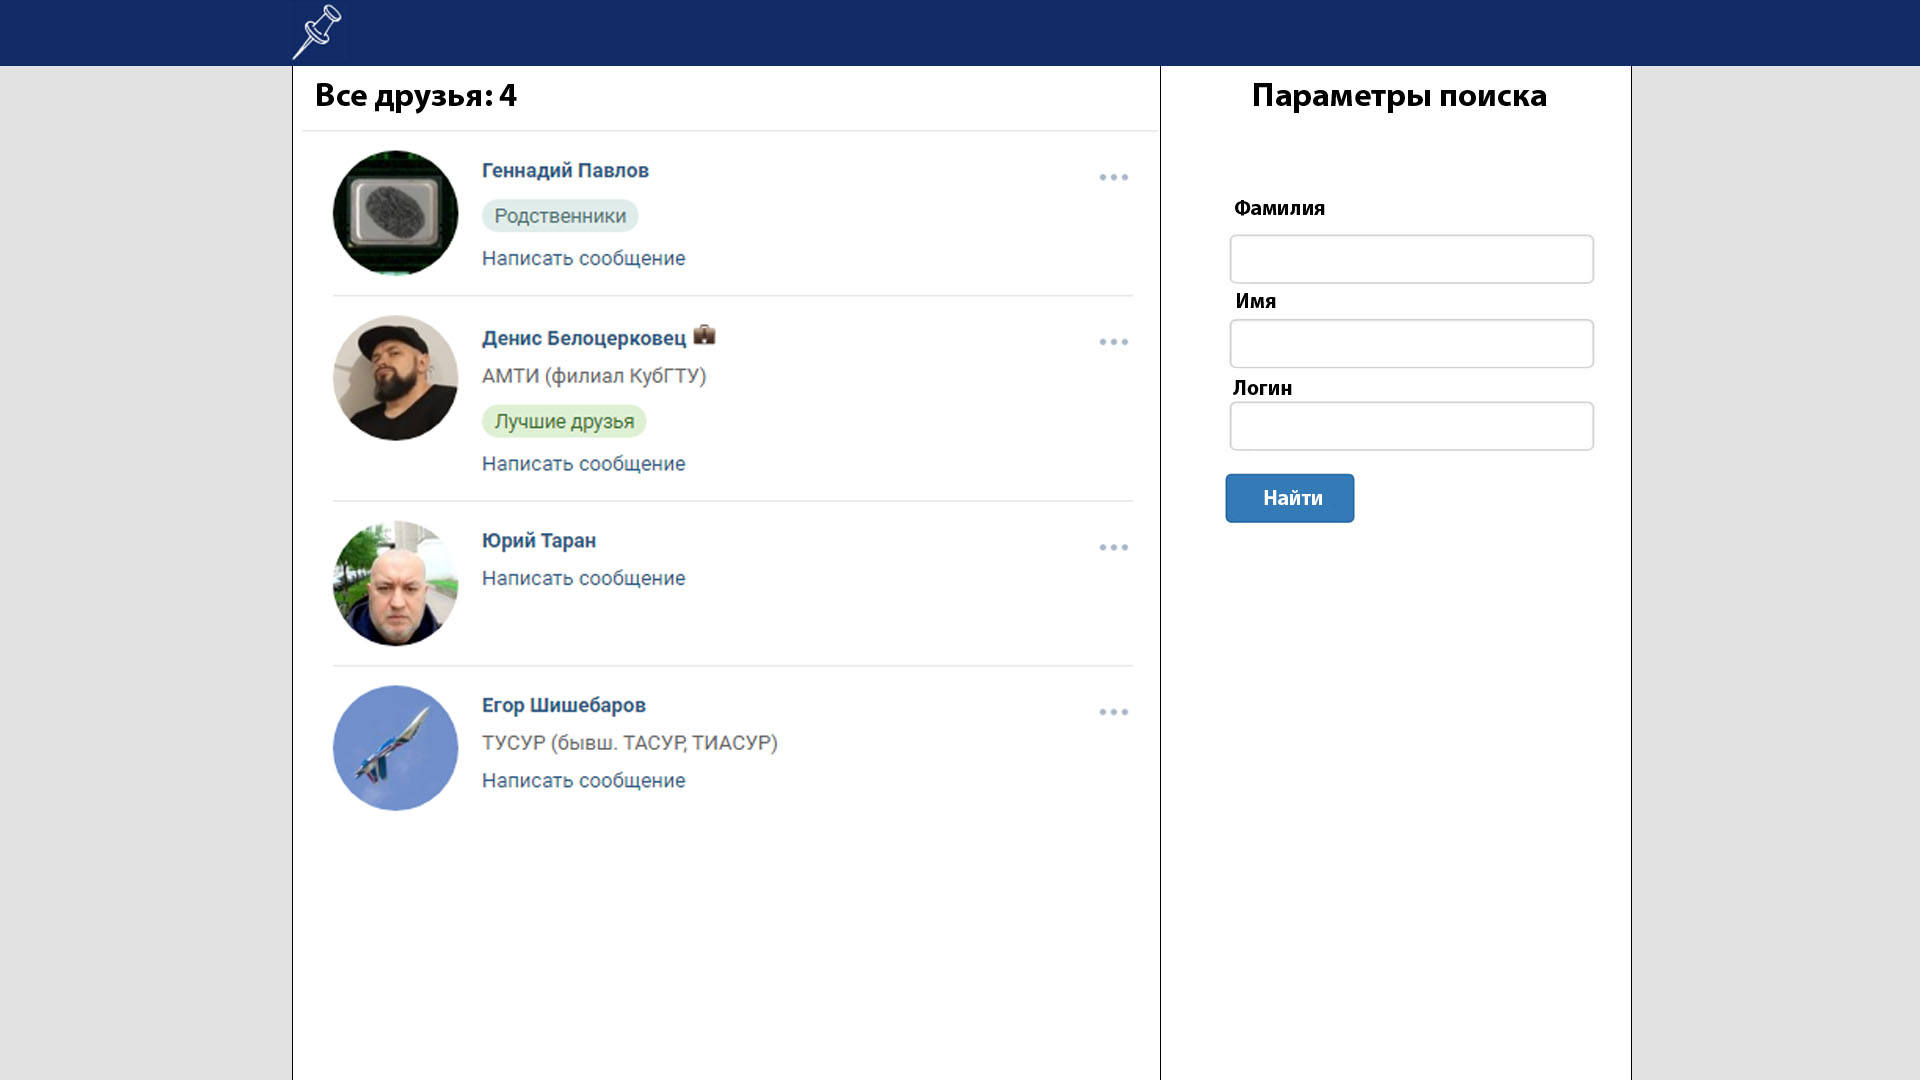 Все друзья: 4
Геннадий Павлов
Родственники
Написать сообщение
Денис Белоцерковец
АМТИ (филиал КубГТУ)
Лучшие друзья
Написать сообщение
Юрий Таран
Написать сообщение
Егор Шишебаров
ТУСУР (бывш. ТАСУР, ТИАСУР)
Написать сообщение
Параметры поиска
Фамилия
Имя
Логин
Найти